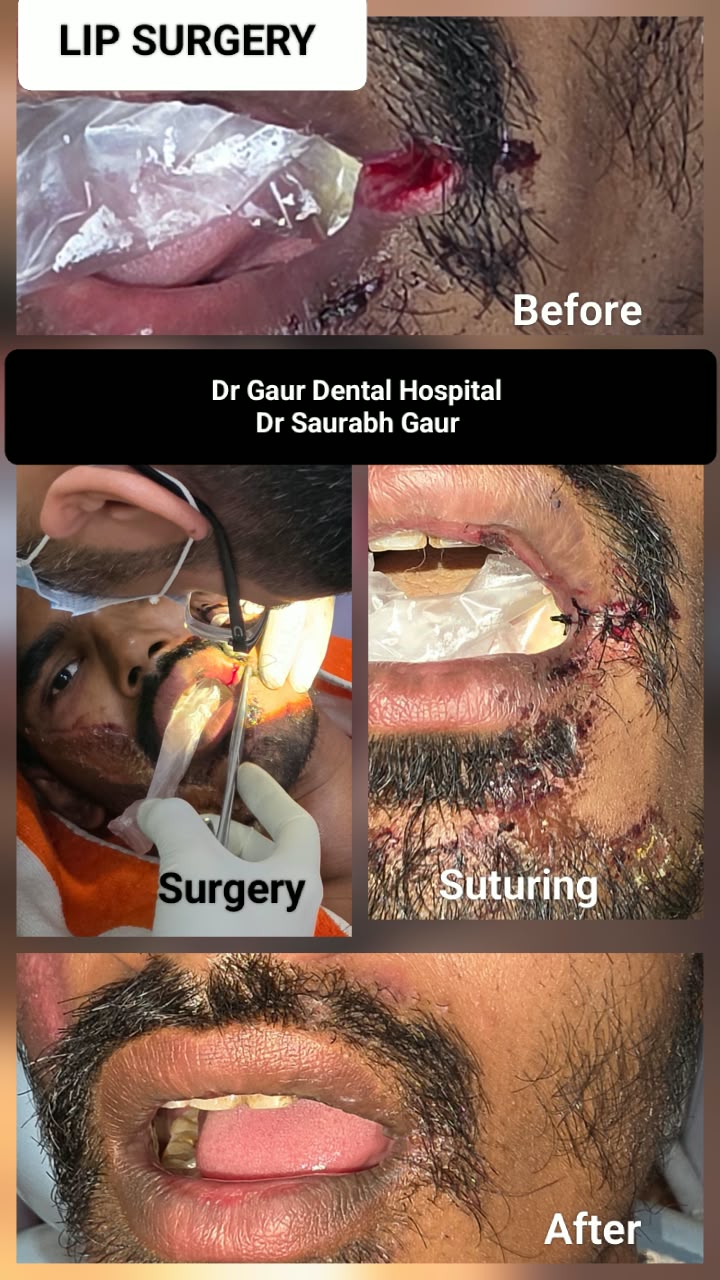 LIP SURGERY
Before
Dr Gaur Dental Hospital
Dr Saurabh Gaur
Surgery
Suturing
After